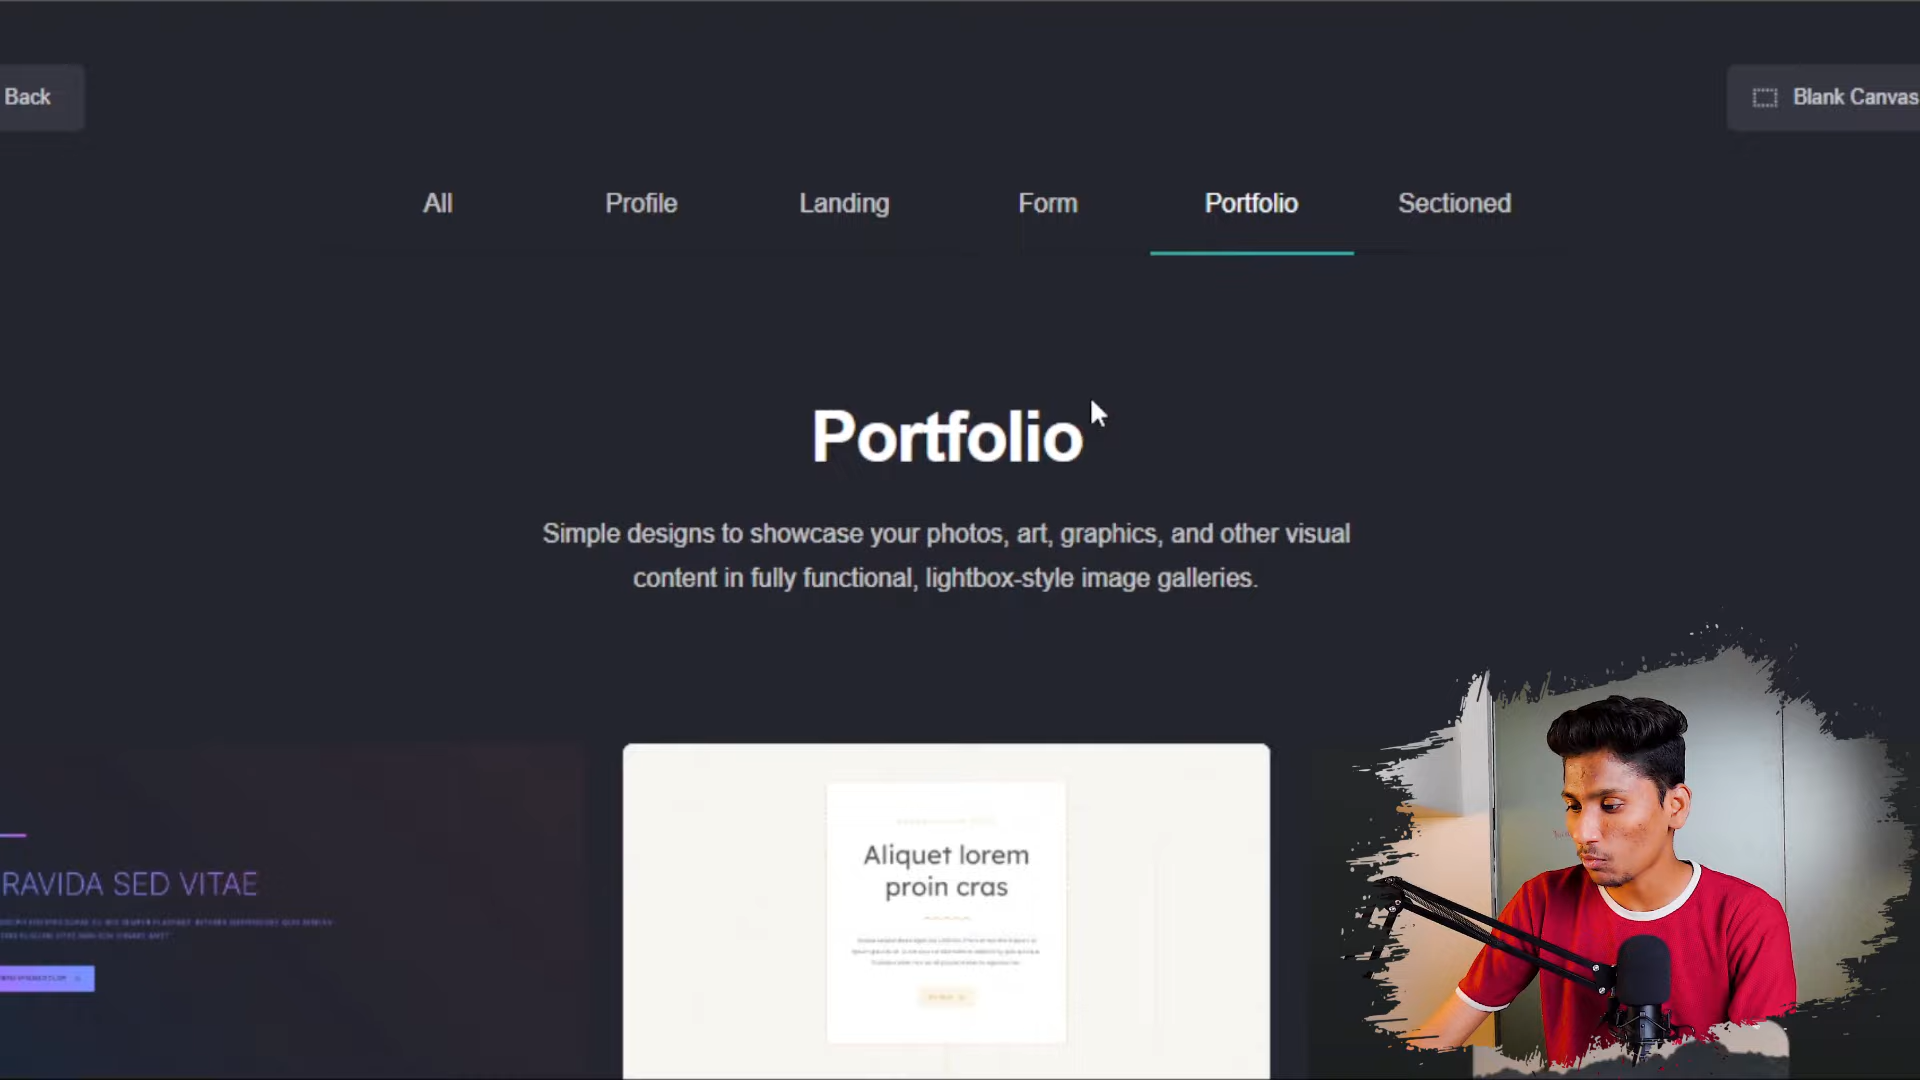 Back
Blank Canvas
All
Profile
Landing
Form
Portfolio
Sectioned
Portfolio
Simple designs to showcase your photos, art, graphics, and other visual
content in fully functional, lightbox-style image galleries.
RAVIDA SED VITAE
Aliquet lorem
proin cras